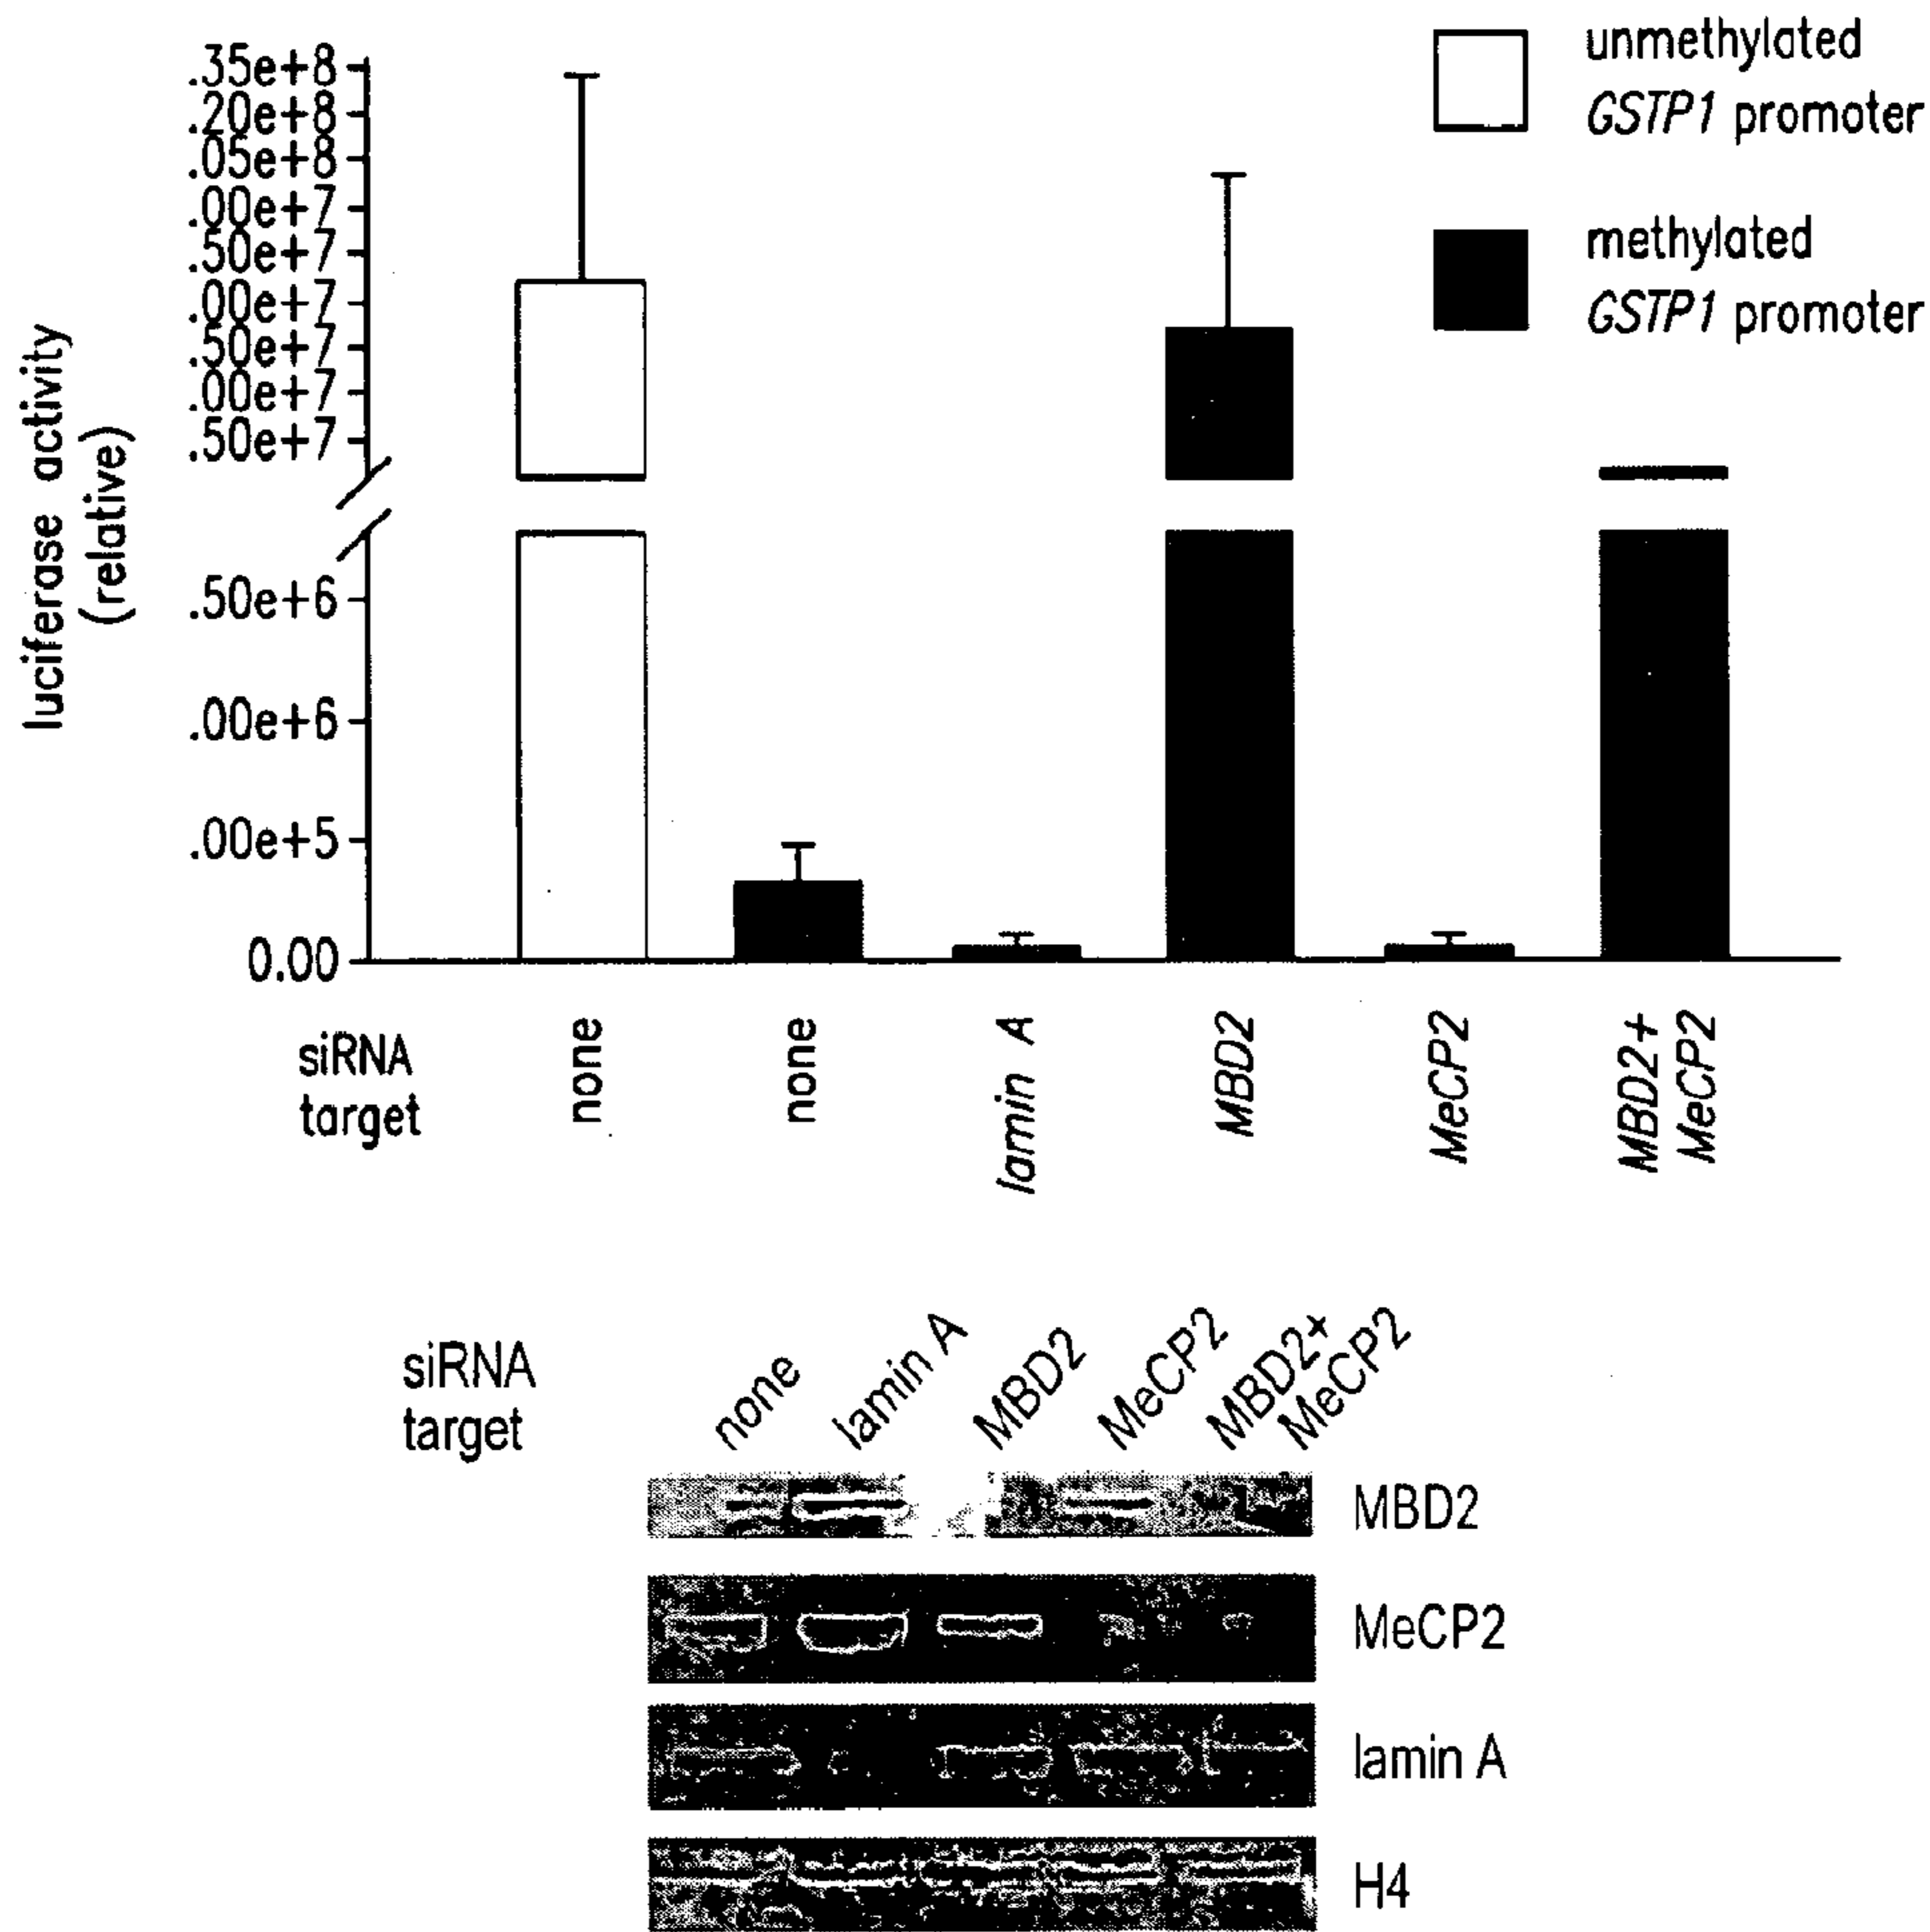 unmethylated
GSTP1 promoter
methylated
GSTP1 promoter
luciferase activity
(relative)
.35e+8
.20e+8
.05e+8
.00e+7
.50e+7
.00e+7
.50e+7
.00e+7
.50e+7
.50e+6
.00e+6
.00e+5
0.00
siRNA
target
none
none
lamin A
MBD2
MeCP2
MBD2+
MeCP2
siRNA
target
none
lamin A
MBD2
MeCP2
MBD2+
MeCP2
MBD2
MeCP2
lamin A
H4